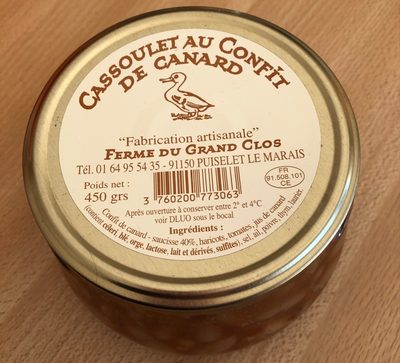 CASSOULET AU CONFIT
DE CANARD
"Fabrication artisanale"
FERME DU GRAND CLOS
Tél. 01 64 95 54 35 - 91150 PUISELET LE MARAIS
Poids net :
450 grs
3 760200 773063
FR
91.508.101
CE
Après ouverture à conserver entre 2° et 4°C
voir DLUO sous le bocal
Ingrédients :
Confit de canard - saucisse 40%, haricots, tomates, jus de canard
(contient céleri, blé, orge, lactose, lait et dérivés, sulfites), sel, ail, poivre, thym, laurier.